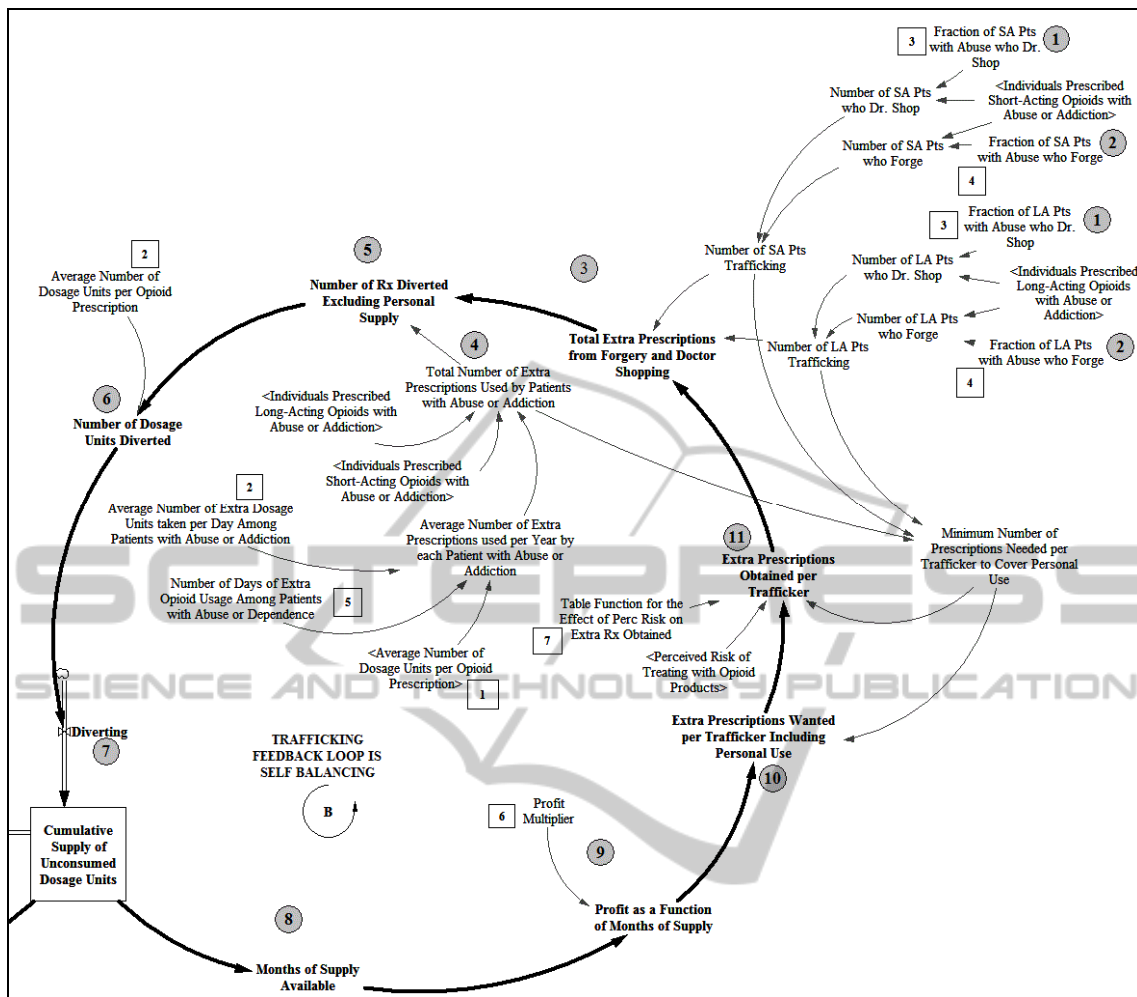 3
Fraction of SA Pts
with Abuse who Dr.
Shop
1
Number of SA Pts
who Dr. Shop
<Individuals Prescribed
Short-Acting Opioids with
Abuse or Addiction>
Number of SA Pts
who Forge
Fraction of SA Pts
with Abuse who Forge
2
4
3
Fraction of LA Pts
with Abuse who Dr.
Shop
1
Number of SA Pts
Trafficking
Number of LA Pts
who Dr. Shop
<Individuals Prescribed
Long-Acting Opioids
with Abuse or
Addiction>
Number of LA Pts
who Forge
Number of LA Pts
Trafficking
Fraction of LA Pts
with Abuse who Forge
2
4
2
Average Number of
Dosage Units per Opioid
Prescription
5
Number of Rx Diverted
Excluding Personal
Supply
3
Total Extra Prescriptions
from Forgery and Doctor
Shopping
4
Total Number of Extra
Prescriptions Used by Patients
with Abuse or Addiction
6
Number of Dosage
Units Diverted
<Individuals Prescribed
Long-Acting Opioids with
Abuse or Addiction>
<Individuals Prescribed
Short-Acting Opioids with
Abuse or Addiction>
2
Average Number of Extra Dosage
Units taken per Day Among
Patients with Abuse or Addiction
Average Number of Extra
Prescriptions used per Year by
each Patient with Abuse or
Addiction
Number of Days of Extra
Opioid Usage Among Patients
with Abuse or Dependence
5
<Average Number of
Dosage Units per Opioid
Prescription>
1
11
Extra Prescriptions
Obtained per
Trafficker
Minimum Number of
Prescriptions Needed per
Trafficker to Cover Personal
Use
Table Function for the
Effect of Perc Risk on
Extra Rx Obtained
7
<Perceived Risk of
Treating with Opioid
Products>
SCITEPRESS
SCIENCE AND TECHNOLOGY PUBLICATION
Extra Prescriptions Wanted
per Trafficker Including
Personal Use
10
Diverting
7
TRAFFICKING
FEEDBACK LOOP IS
SELF BALANCING
B
6
Profit
Multiplier
9
Cumulative
Supply of
Unconsumed
Dosage Units
8
Profit as a Function
of Months of Supply
Months of Supply
Available